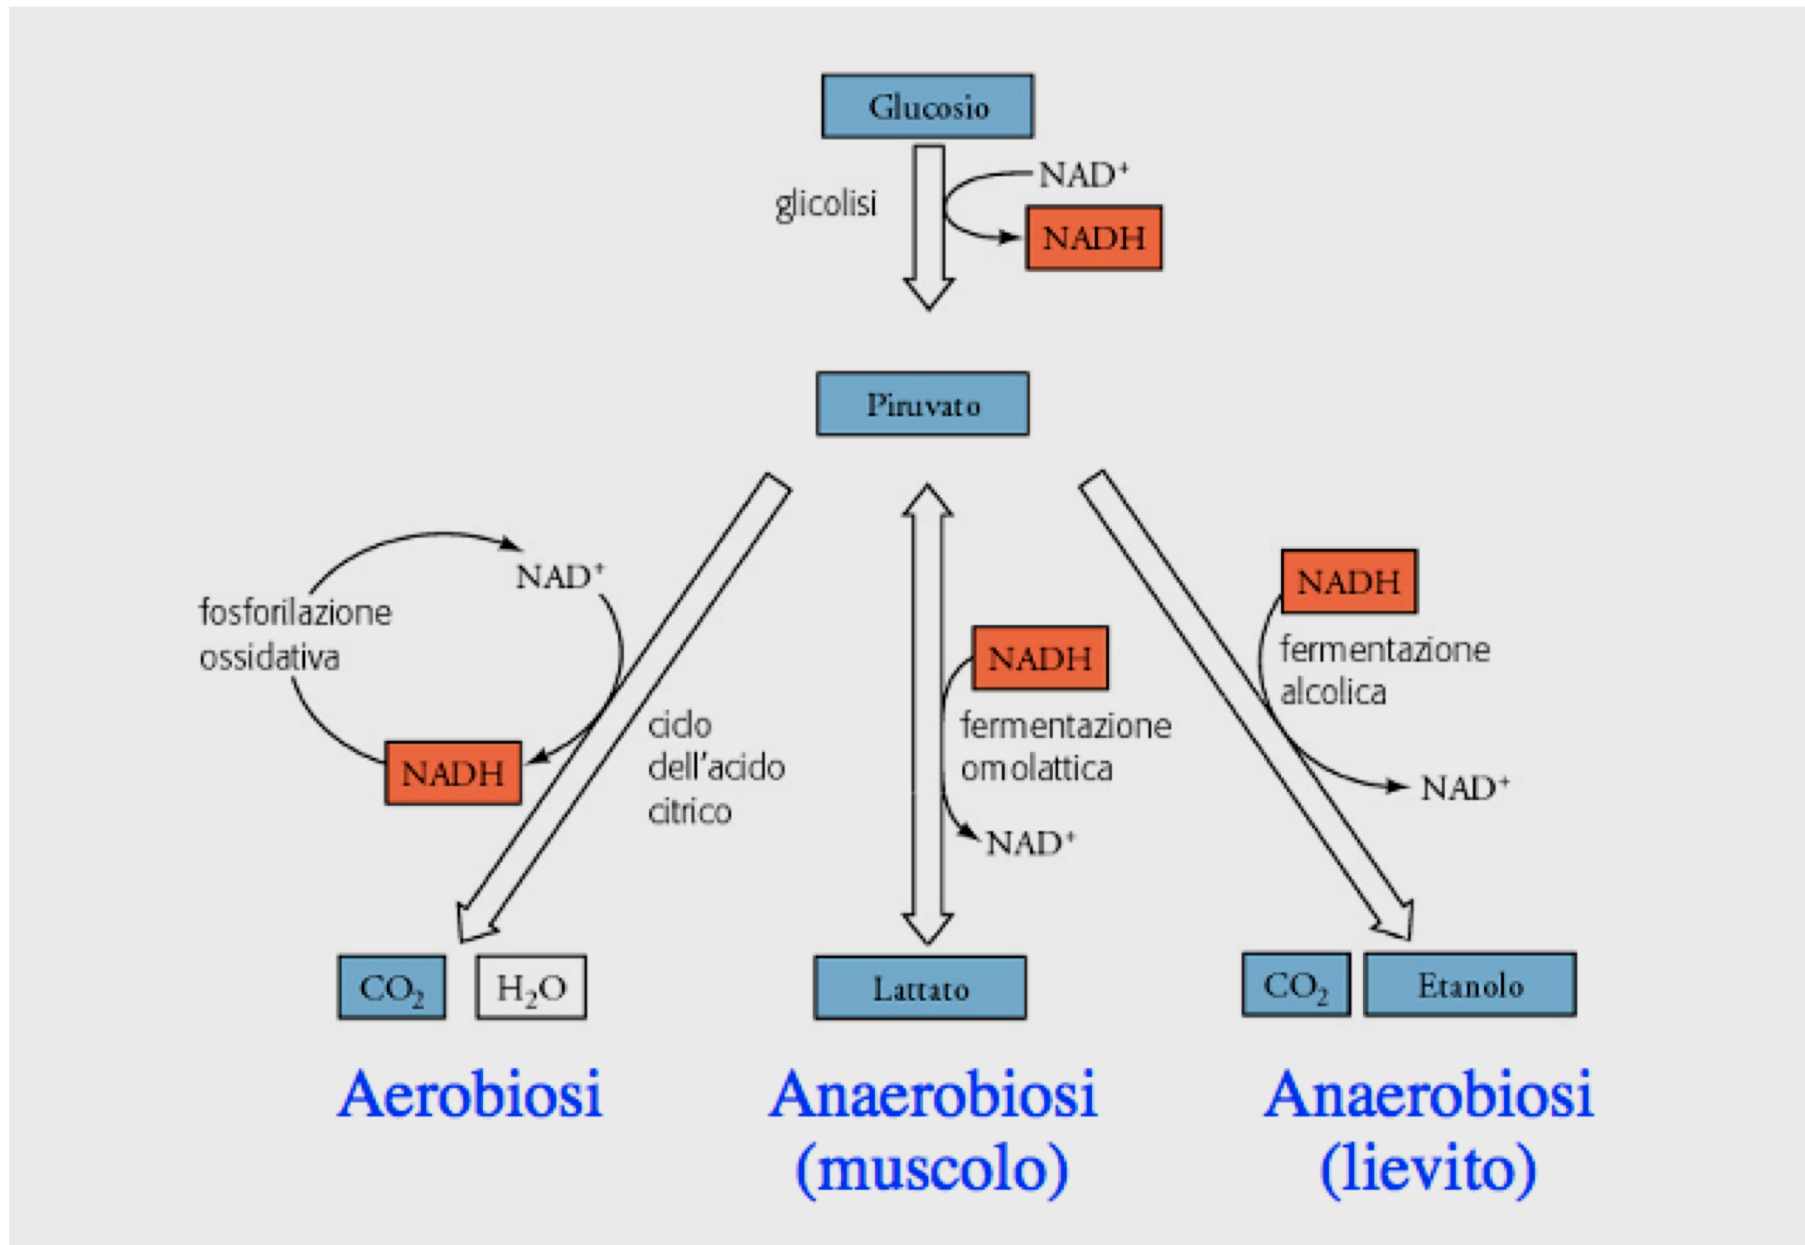 Glucosio
NAD⁺
glicolisi
NADH
Piruvato
NAD⁺
fosforilazione
ossidativa
NADH
ciclo
dell'acido
citrico
NADH
fermentazione
omolattica
NAD⁺
NADH
fermentazione
alcolica
NAD⁺
CO₂
H₂O
Lattato
CO₂
Etanolo
Aerobiosi
Anaerobiosi
(muscolo)
Anaerobiosi
(lievito)